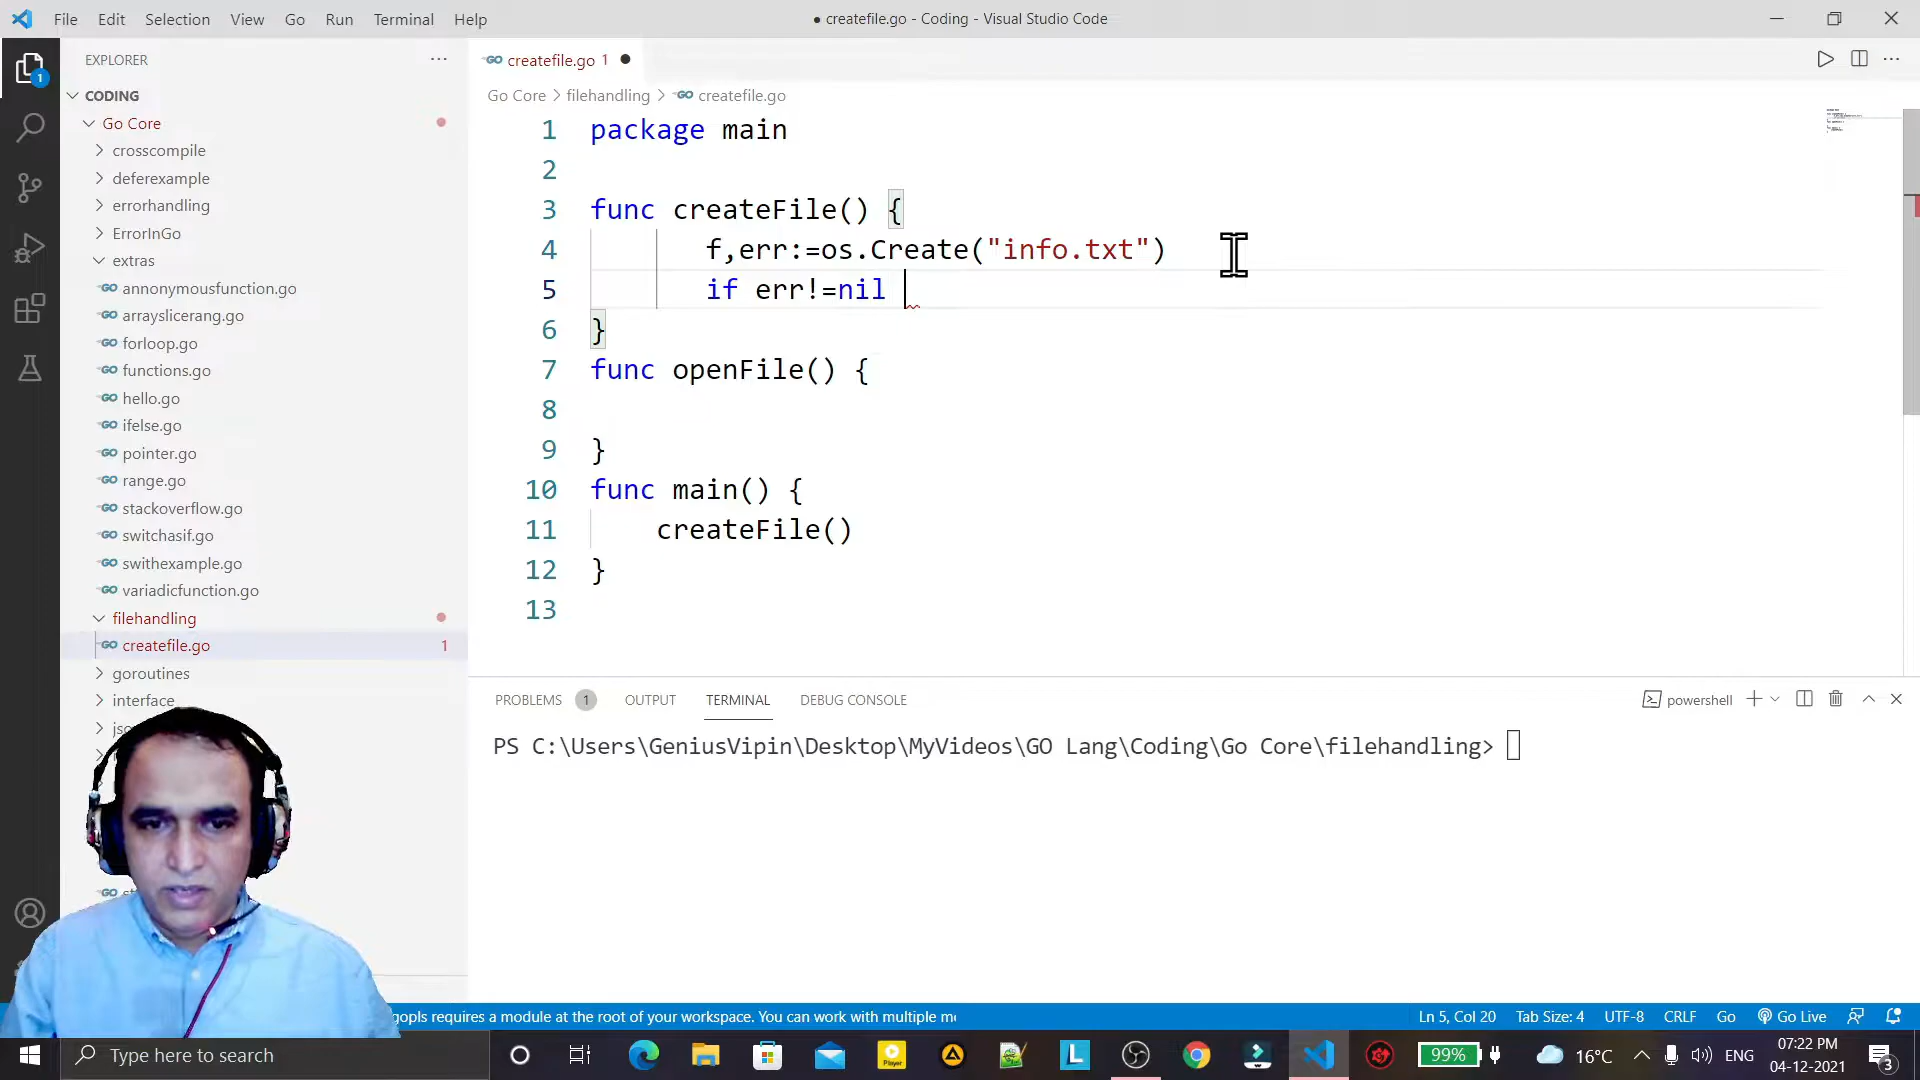 File Edit Selection View Go Run Terminal Help
● createfile.go - Coding - Visual Studio Code
EXPLORER
CODING
Go Core
crosscompile
deferexample
errorhandling
ErrorInGo
extras
annonymousfunction.go
arrayslicerang.go
forloop.go
functions.go
hello.go
ifelse.go
pointer.go
range.go
stackoverflow.go
switchasif.go
swithexample.go
variadicfunction.go
filehandling
createfile.go 1
goroutines
interface
createfile.go 1
Go Core > filehandling > createfile.go
1 package main
2
3 func createFile() {
4 f,err:=os.Create("info.txt")
5 if err!=nil
6 }
7 func openFile() {
8
9 }
10 func main() {
11 createFile()
12 }
13
PROBLEMS 1 OUTPUT TERMINAL DEBUG CONSOLE
powershell
PS C:\Users\GeniusVipin\Desktop\MyVideos\GO Lang\Coding\Go Core\filehandling>
gopls requires a module at the root of your workspace. You can work with multiple
Ln 5, Col 20 Tab Size: 4 UTF-8 CRLF Go Go Live
Type here to search
99% 16°C ENG
07:22 PM
04-12-2021
3